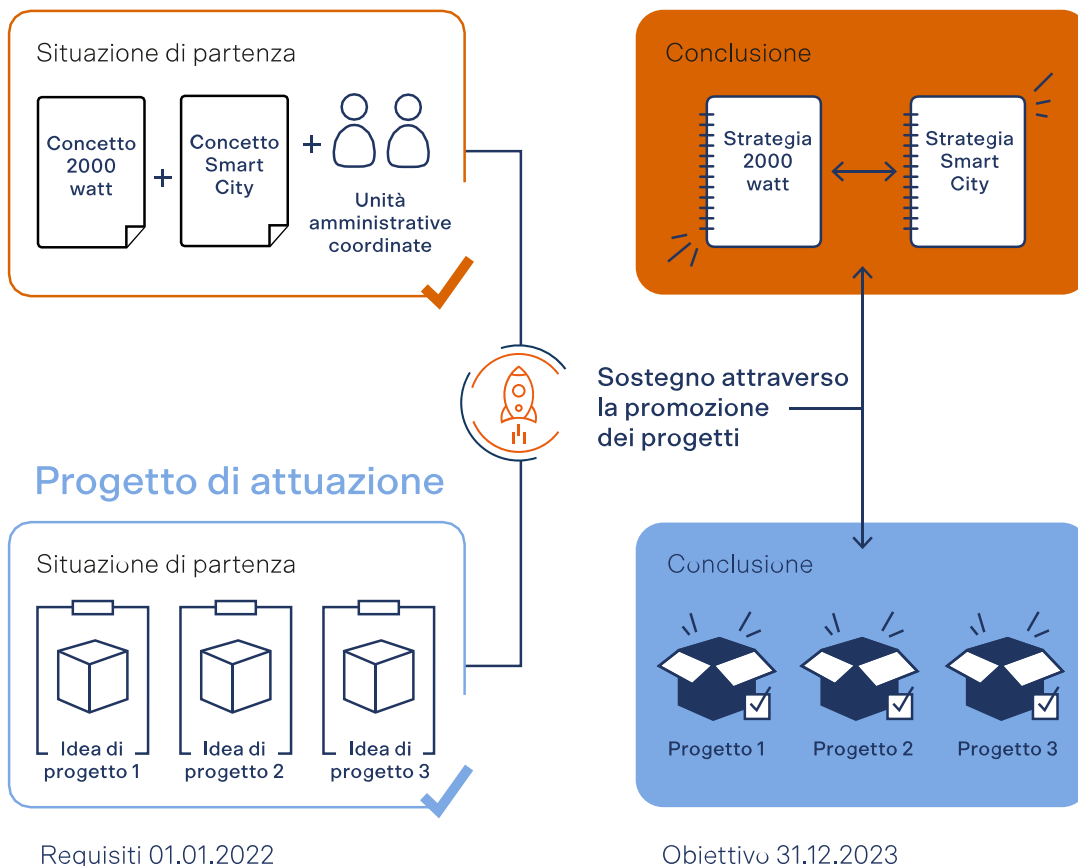 Situazione di partenza
Concetto
2000
watt
+
Concetto
Smart
City
+
Unità
amministrative
coordinate
Conclusione
Strategia
2000
watt
Strategia
Smart
City
Sostegno attraverso
la promozione
dei progetti
Progetto di attuazione
Situazione di partenza
Idea di
progetto 1
Idea di
progetto 2
Idea di
progetto 3
Conclusione
Progetto 1
Progetto 2
Progetto 3
Requisiti 01.01.2022
Obiettivo 31.12.2023